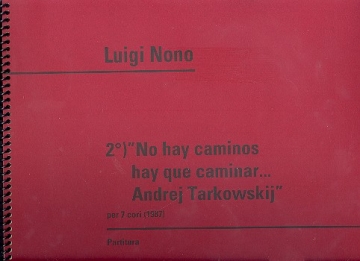 Luigi Nono
2°) "No hay caminos
hay que caminar...
Andrej Tarkowskij"
per 7 cori (1987)
Partitura